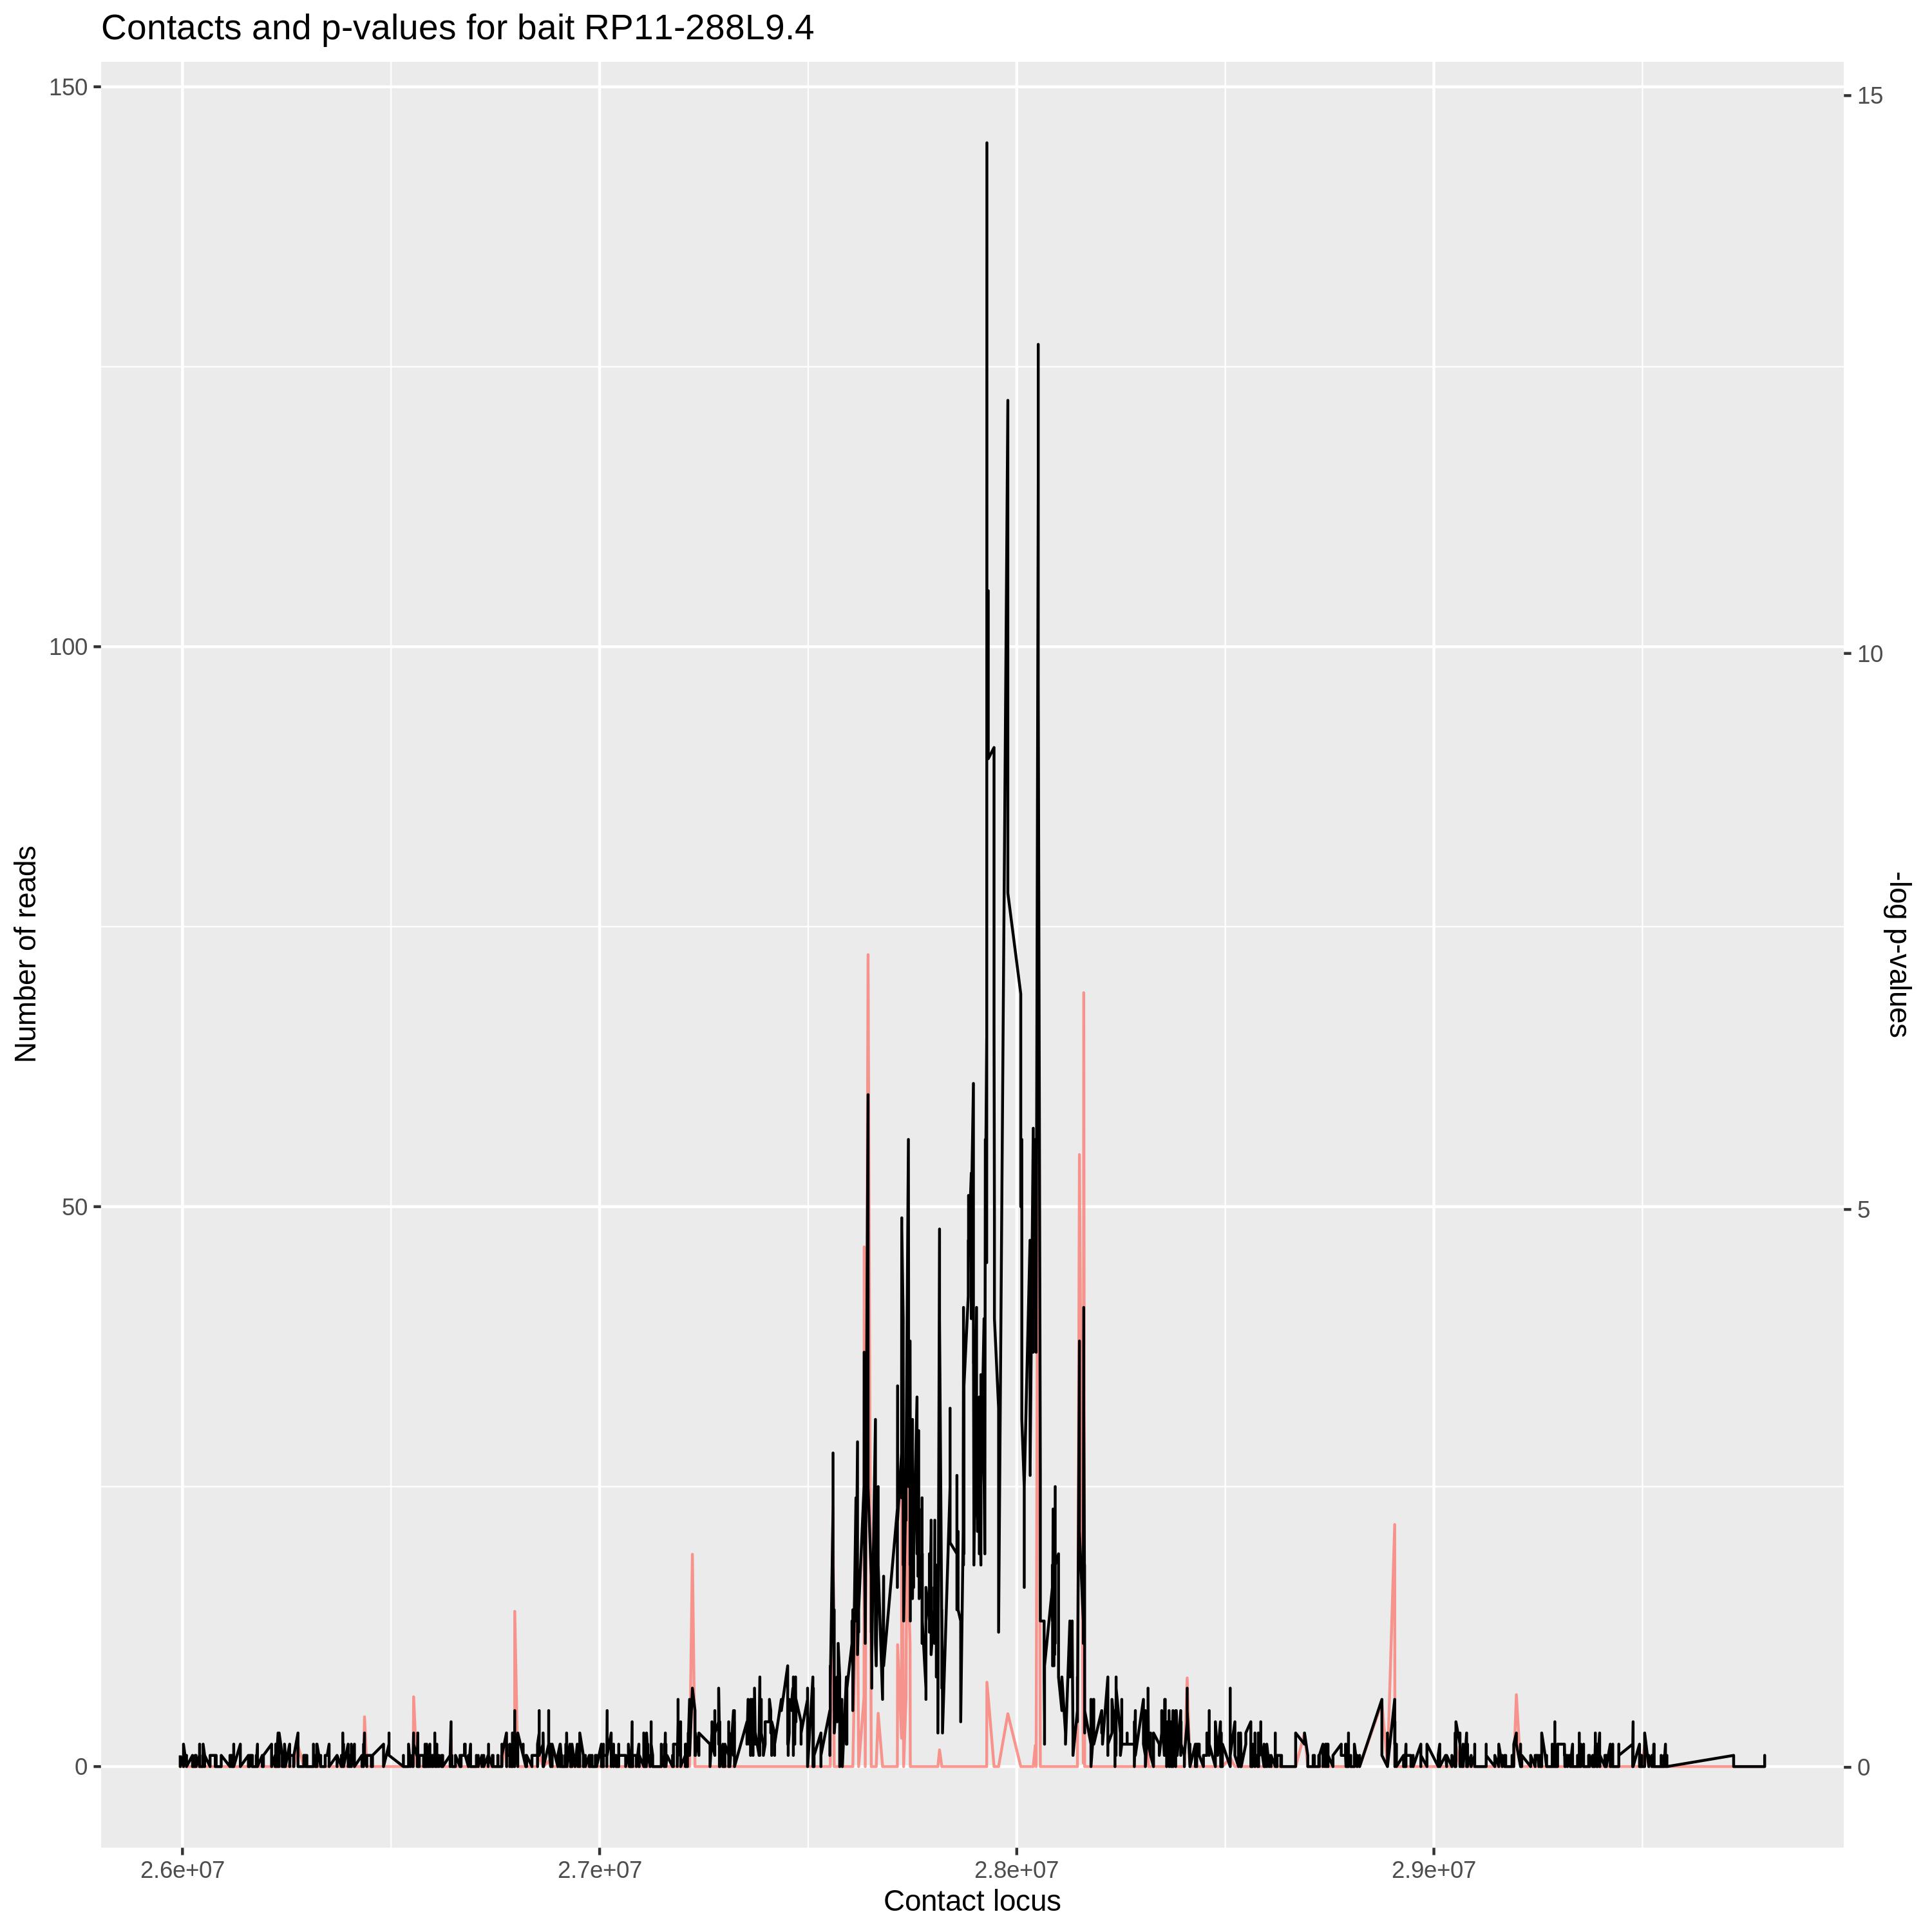 Contacts and p-values for bait RP11-288L9.4
150
100
50
0
Number of reads
15
10
5
0
-log p-values
2.6e+07
2.7e+07
2.8e+07
2.9e+07
Contact locus